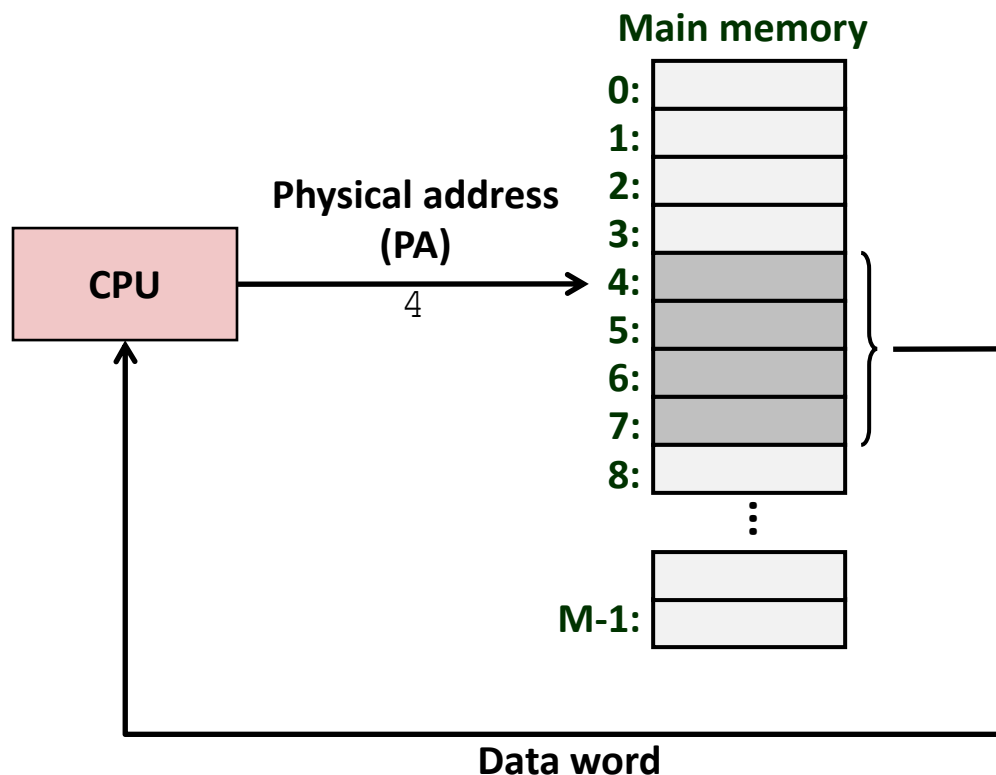 Main memory
0:
1:
2:
Physical address
(PA)
3:
CPU
4
4:
5:
6:
7:
8:
...
M-1:
Data word